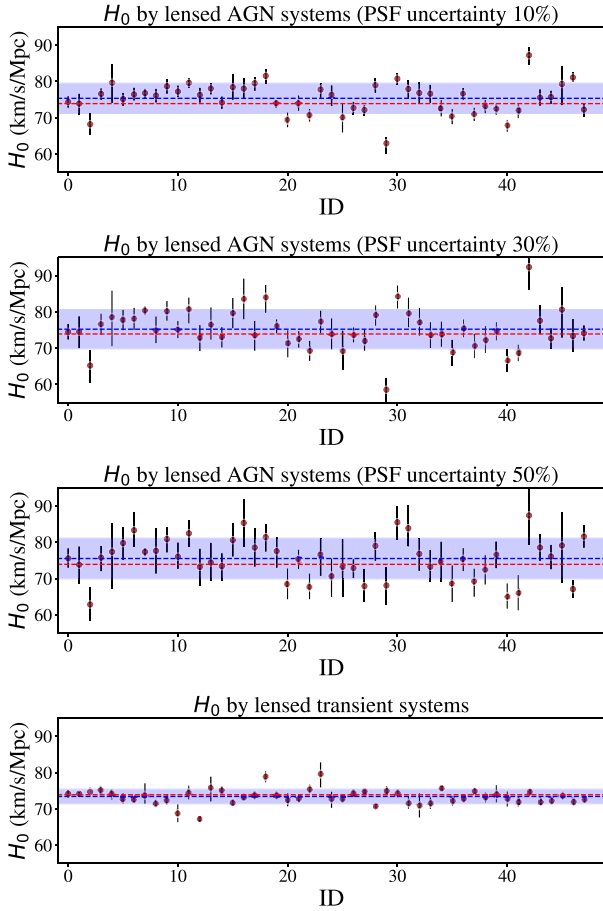 H₀ by lensed AGN systems (PSF uncertainty 10%)
H₀ (km/s/Mpc)
90
80
70
60
0 10 20 30 40
ID
H₀ by lensed AGN systems (PSF uncertainty 30%)
H₀ (km/s/Mpc)
90
80
70
60
0 10 20 30 40
ID
H₀ by lensed AGN systems (PSF uncertainty 50%)
H₀ (km/s/Mpc)
90
80
70
60
0 10 20 30 40
ID
H₀ by lensed transient systems
H₀ (km/s/Mpc)
90
80
70
60
0 10 20 30 40
ID